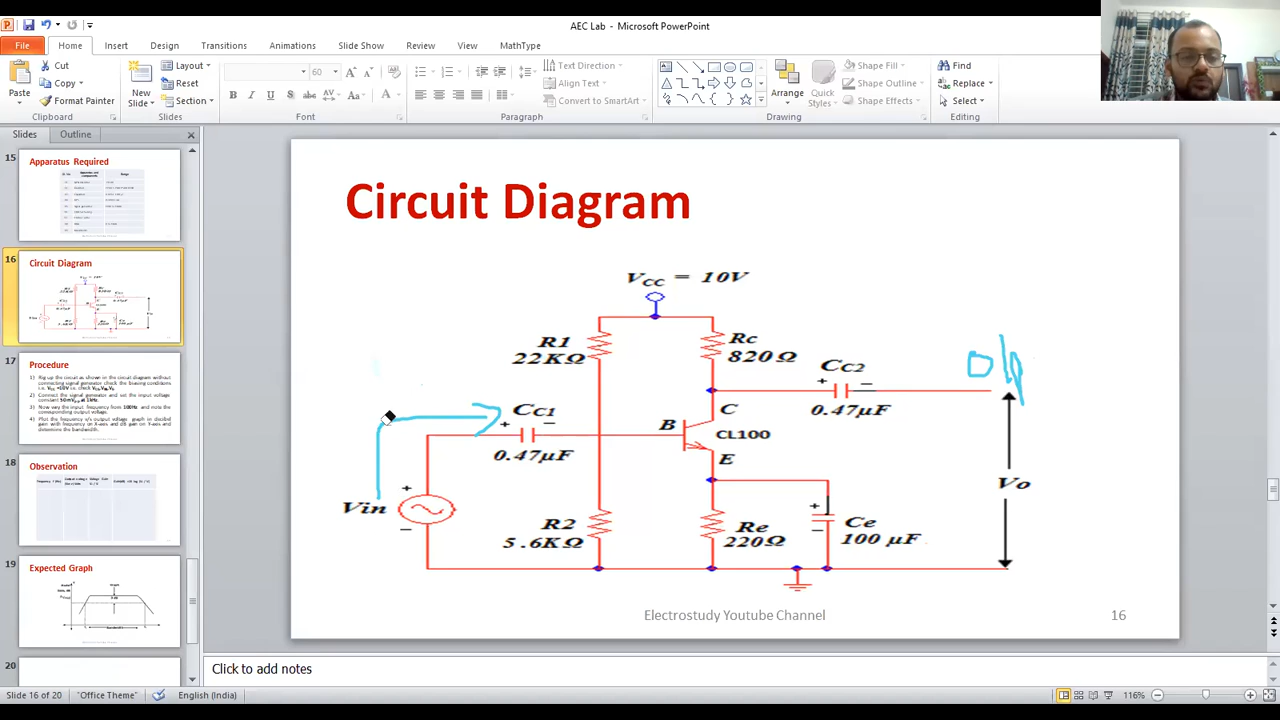 AEC Lab - Microsoft PowerPoint
File Home Insert Design Transitions Animations Slide Show Review View MathType
Paste
Cut
Copy
Format Painter
Clipboard
New
Slide
Layout
Reset
Section
Slides
60
B I U S abc AV Aa A
Font
Text Direction
Align Text
Convert to SmartArt
Paragraph
Arrange
Quick
Styles
Shape Fill
Shape Outline
Shape Effects
Drawing
Find
Replace
Select
Editing
Slides Outline
15
Apparatus Required
16
Circuit Diagram
17
Procedure
18
Observation
19
Expected Graph
20
Circuit Diagram
VCC = 10V
R1
22KΩ
Rc
820Ω
CC2
+ −
0.47μF
o/p
CC1
+ −
0.47μF
B
C
CL100
E
Vin
+
−
R2
5.6KΩ
Re
220Ω
+
−
Ce
100 μF
Vo
Electrostudy Youtube Channel
16
Click to add notes
Slide 16 of 20
"Office Theme"
English (India)
116%